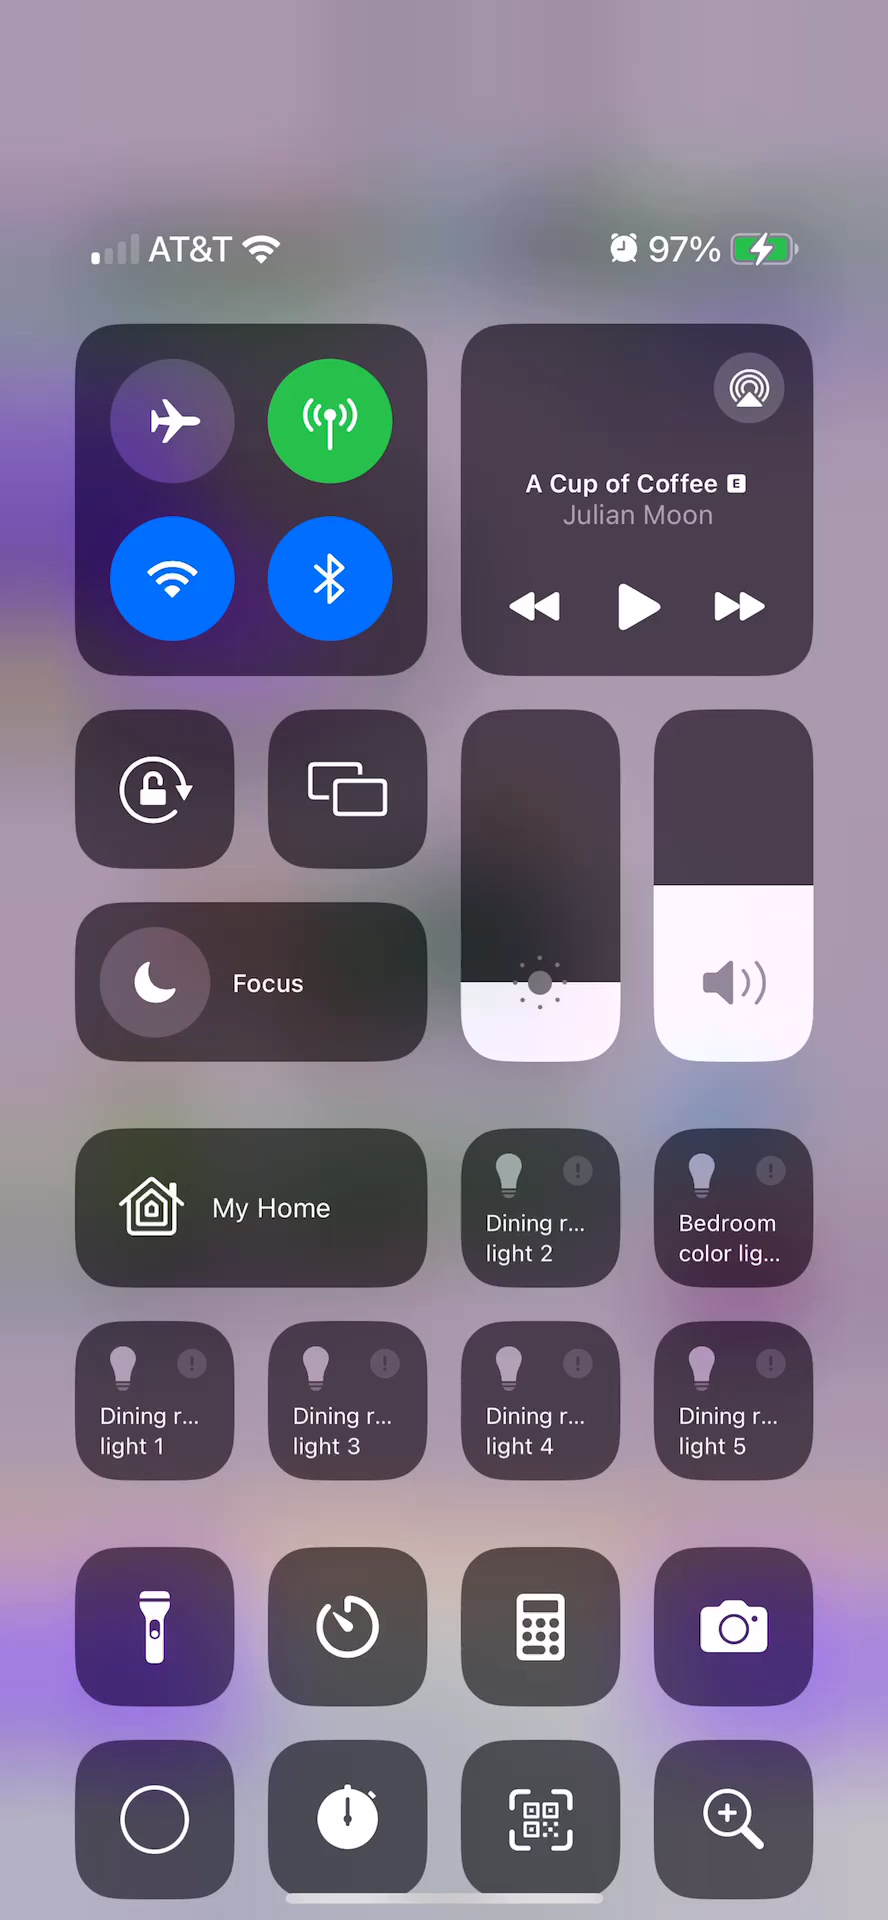 AT&T
97%
A Cup of Coffee E
Julian Moon
Focus
My Home
Dining r...
light 2
Bedroom
color lig...
Dining r...
light 1
Dining r...
light 3
Dining r...
light 4
Dining r...
light 5